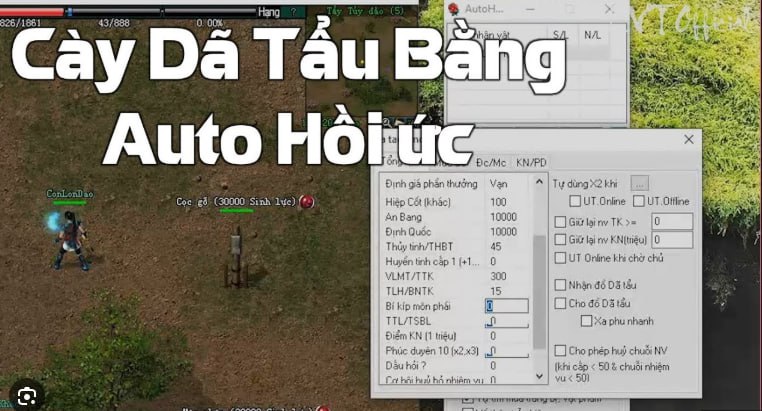 826/1861
43/888
0.00%
Hạng ?
Tẩy Tủy đảo (5)
AutoH...
VTOfficial
S/L N/L
Cày Dã Tẩu Bằng
Auto Hồi ức
Đc/Mc KN/PD
Định giá phần thưởng Vạn
Hiệp Cốt (khác) 100
An Bang 10000
Định Quốc 10000
Thủy tinh/THBT 45
Huyền tinh cấp 1 (+1... 0
VLMT/TTK 300
TLH/BNTK 15
Bí kíp môn phái 0
TTL/TSBL 0
Điểm KN (1 triệu) 0
Phúc duyên 10 (x2,x3) 0
Dấu hỏi ? 0
Cơ hội huỷ bỏ nhiệm vụ 0
Tự dùng X2 khi ...
UT.Online UT.Offline
Giữ lại nv TK >= 0
Giữ lại nv KN(triệu) 0
UT Online khi chờ chủ
Nhận đồ Dã tẩu
Cho đồ Dã tẩu
Xa phu nhanh
Cho phép huỷ chuỗi NV
(khi cấp < 50 & chuỗi nhiệm
vụ < 50)
ConLonDao
Cọc gỗ (30000 Sinh lực)